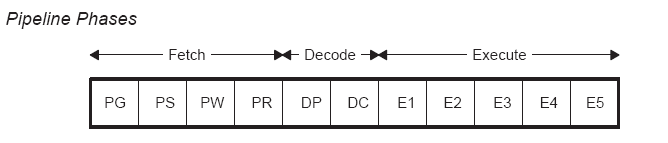 Pipeline Phases
Fetch Decode Execute
PG PS PW PR DP DC E1 E2 E3 E4 E5